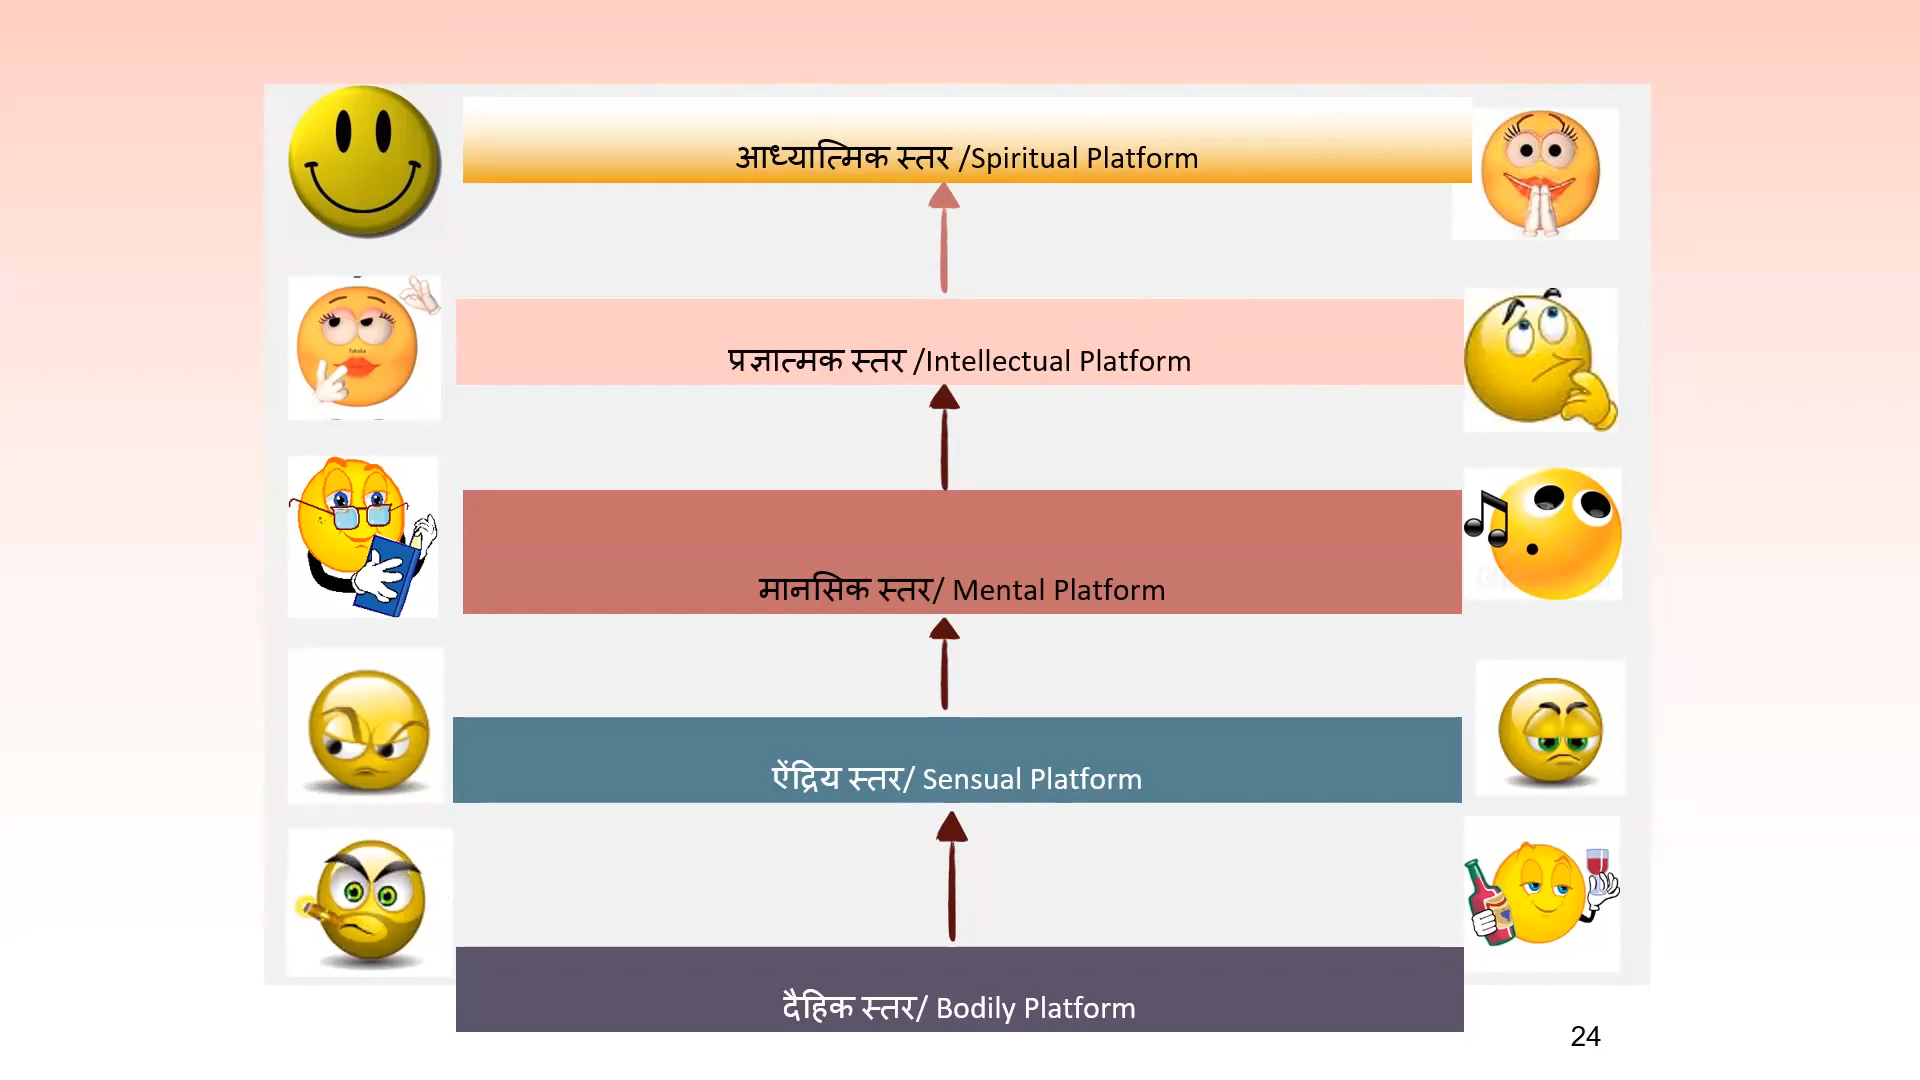 आध्यात्मिक स्तर /Spiritual Platform
प्रज्ञात्मक स्तर /Intellectual Platform
मानसिक स्तर/ Mental Platform
ऐंद्रिय स्तर/ Sensual Platform
दैहिक स्तर/ Bodily Platform
24